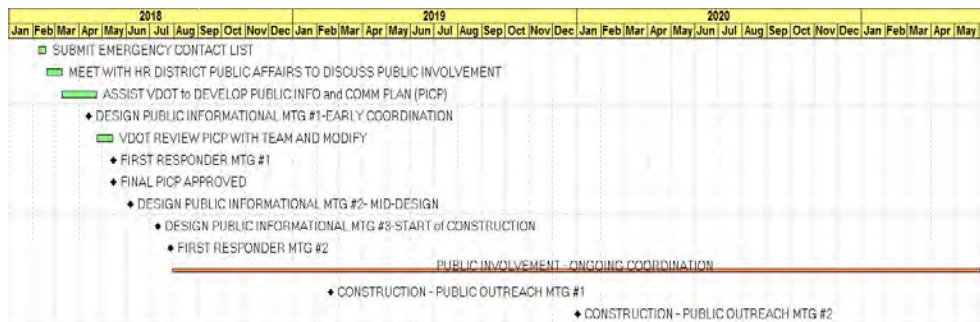 2018 2019 2020
Jan Feb Mar Apr May Jun Jul Aug Sep Oct Nov Dec Jan Feb Mar Apr May Jun Jul Aug Sep Oct Nov Dec Jan Feb Mar Apr May Jun Jul Aug Sep Oct Nov Dec Jan Feb Mar Apr May
SUBMIT EMERGENCY CONTACT LIST
MEET WITH HR DISTRICT PUBLIC AFFAIRS TO DISCUSS PUBLIC INVOLVEMENT
ASSIST VDOT to DEVELOP PUBLIC INFO and COMM PLAN (PICP)
DESIGN PUBLIC INFORMATIONAL MTG #1-EARLY COORDINATION
VDOT REVIEW PICP WITH TEAM AND MODIFY
FIRST RESPONDER MTG #1
FINAL PICP APPROVED
DESIGN PUBLIC INFORMATIONAL MTG #2- MID-DESIGN
DESIGN PUBLIC INFORMATIONAL MTG #3-START of CONSTRUCTION
FIRST RESPONDER MTG #2
PUBLIC INVOLVEMENT - ONGOING COORDINATION
CONSTRUCTION - PUBLIC OUTREACH MTG #1
CONSTRUCTION - PUBLIC OUTREACH MTG #2